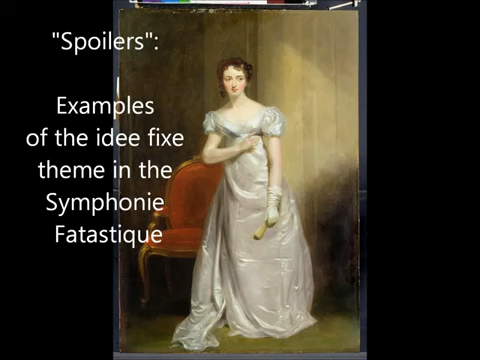 "Spoilers":
Examples
of the idee fixe
theme in the
Symphonie
Fatastique